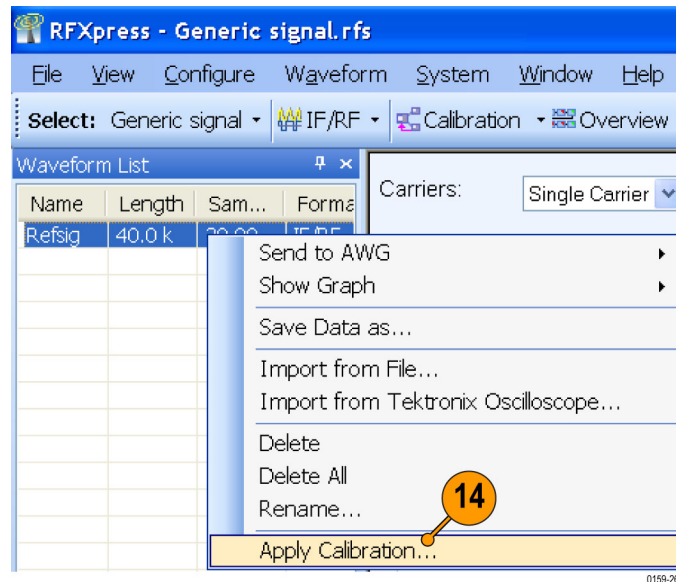 RFXpress - Generic signal.rfs
File View Configure Waveform System Window Help
Select: Generic signal IF/RF Calibration Overview
Waveform List
Carriers: Single Carrier
Name Length Sam... Forma
Refsig 40.0 k
Send to AWG
Show Graph
Save Data as...
Import from File...
Import from Tektronix Oscilloscope...
Delete
Delete All
Rename...
14
Apply Calibration...